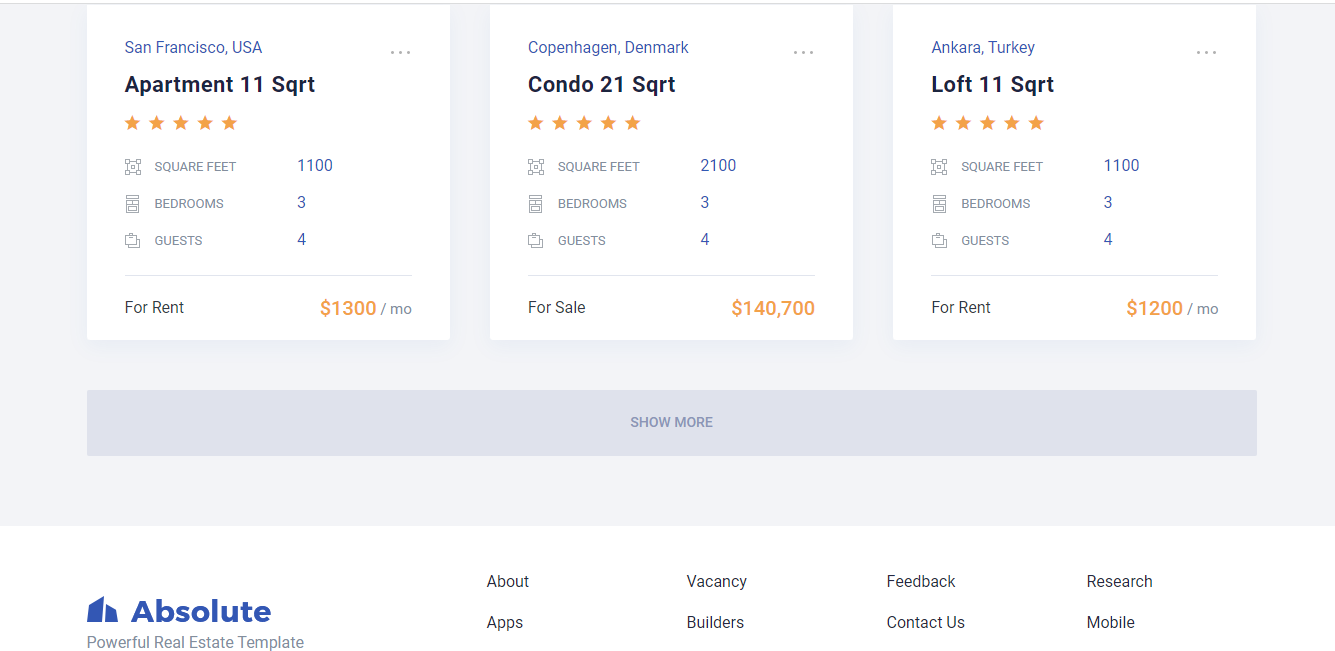 San Francisco, USA
...
Apartment 11 Sqrt
SQUARE FEET 1100
BEDROOMS 3
GUESTS 4
For Rent $1300 / mo
Copenhagen, Denmark
...
Condo 21 Sqrt
SQUARE FEET 2100
BEDROOMS 3
GUESTS 4
For Sale $140,700
Ankara, Turkey
...
Loft 11 Sqrt
SQUARE FEET 1100
BEDROOMS 3
GUESTS 4
For Rent $1200 / mo
SHOW MORE
Absolute
Powerful Real Estate Template
About
Apps
Vacancy
Builders
Feedback
Contact Us
Research
Mobile